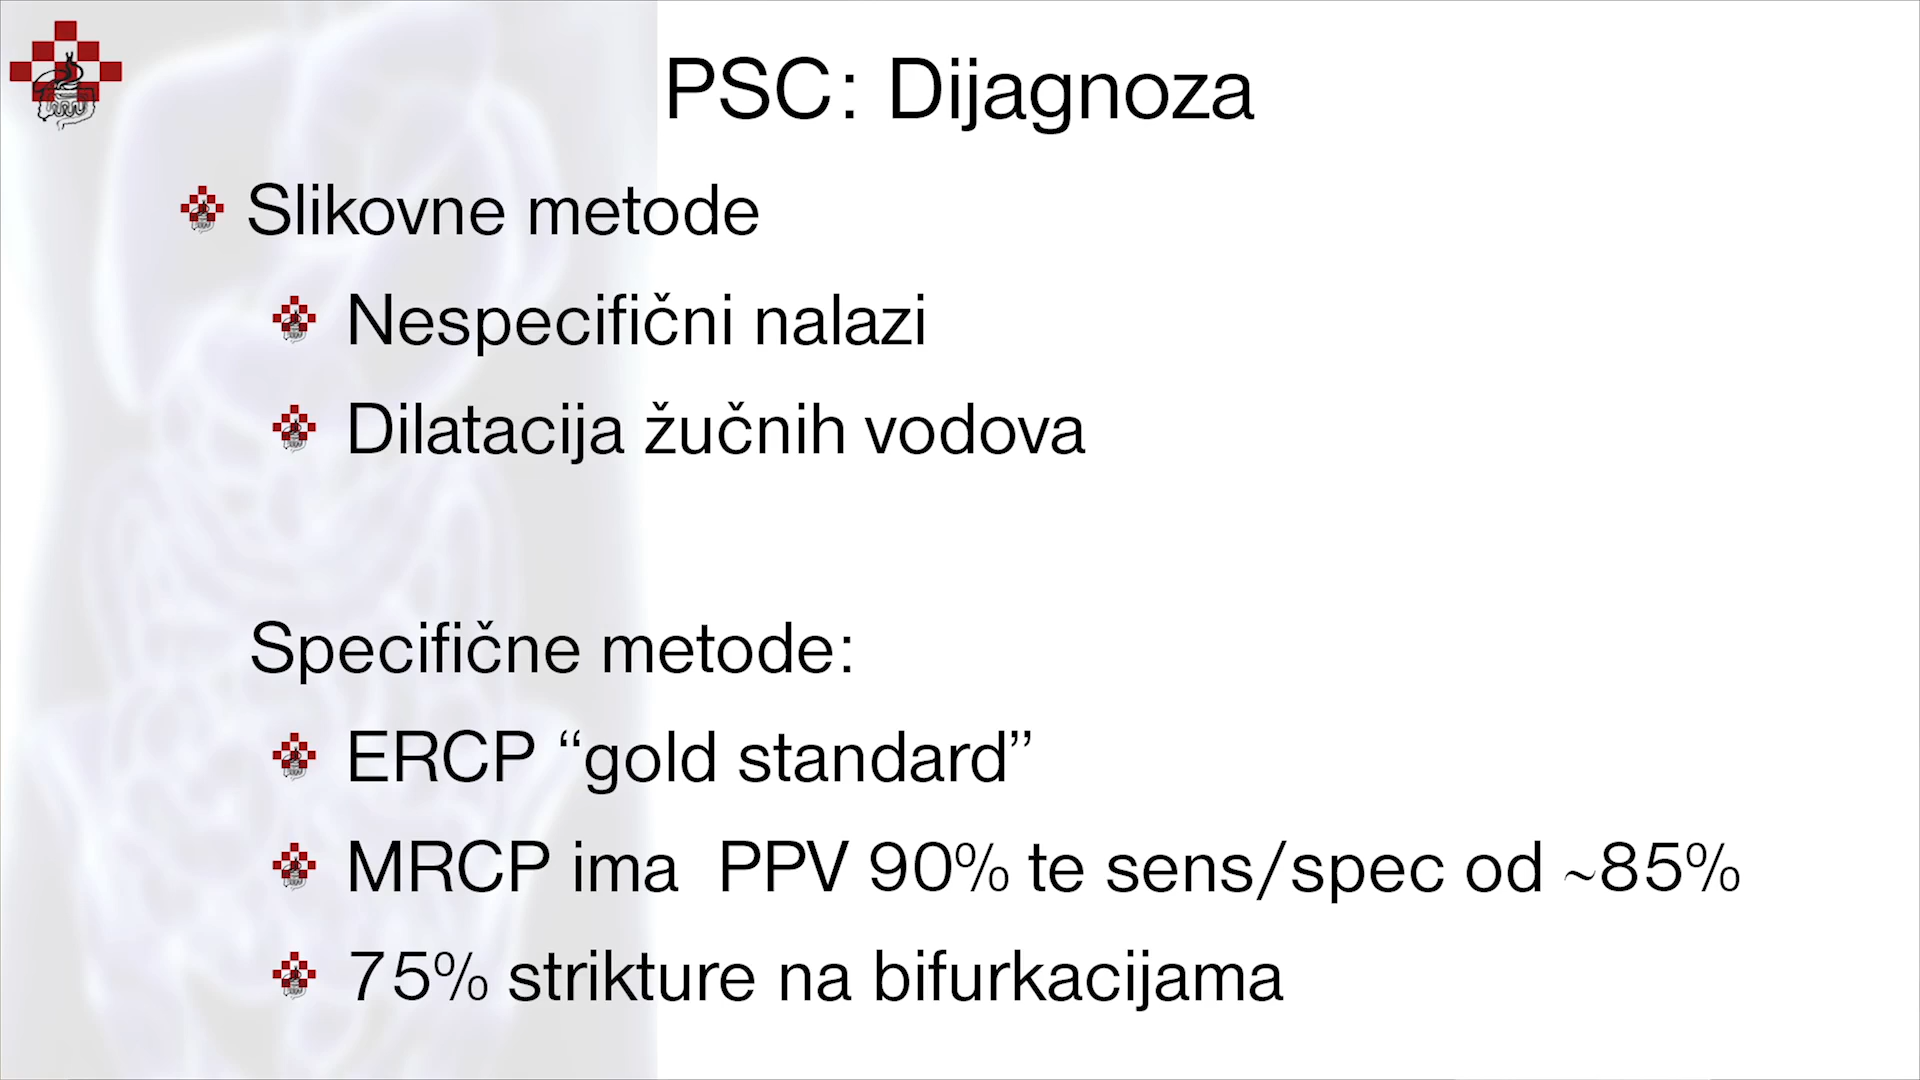 PSC: Dijagnoza
Slikovne metode
Nespecifični nalazi
Dilatacija žučnih vodova
Specifične metode:
ERCP “gold standard”
MRCP ima  PPV 90% te sens/spec od ~85%
75% strikture na bifurkacijama